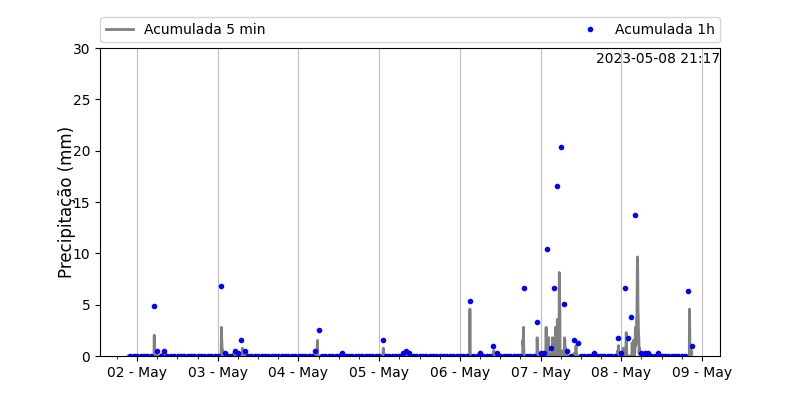 Acumulada 5 min
Acumulada 1h
2023-05-08 21:17
Precipitação (mm)
30
25
20
15
10
5
0
02 - May 03 - May 04 - May 05 - May 06 - May 07 - May 08 - May 09 - May